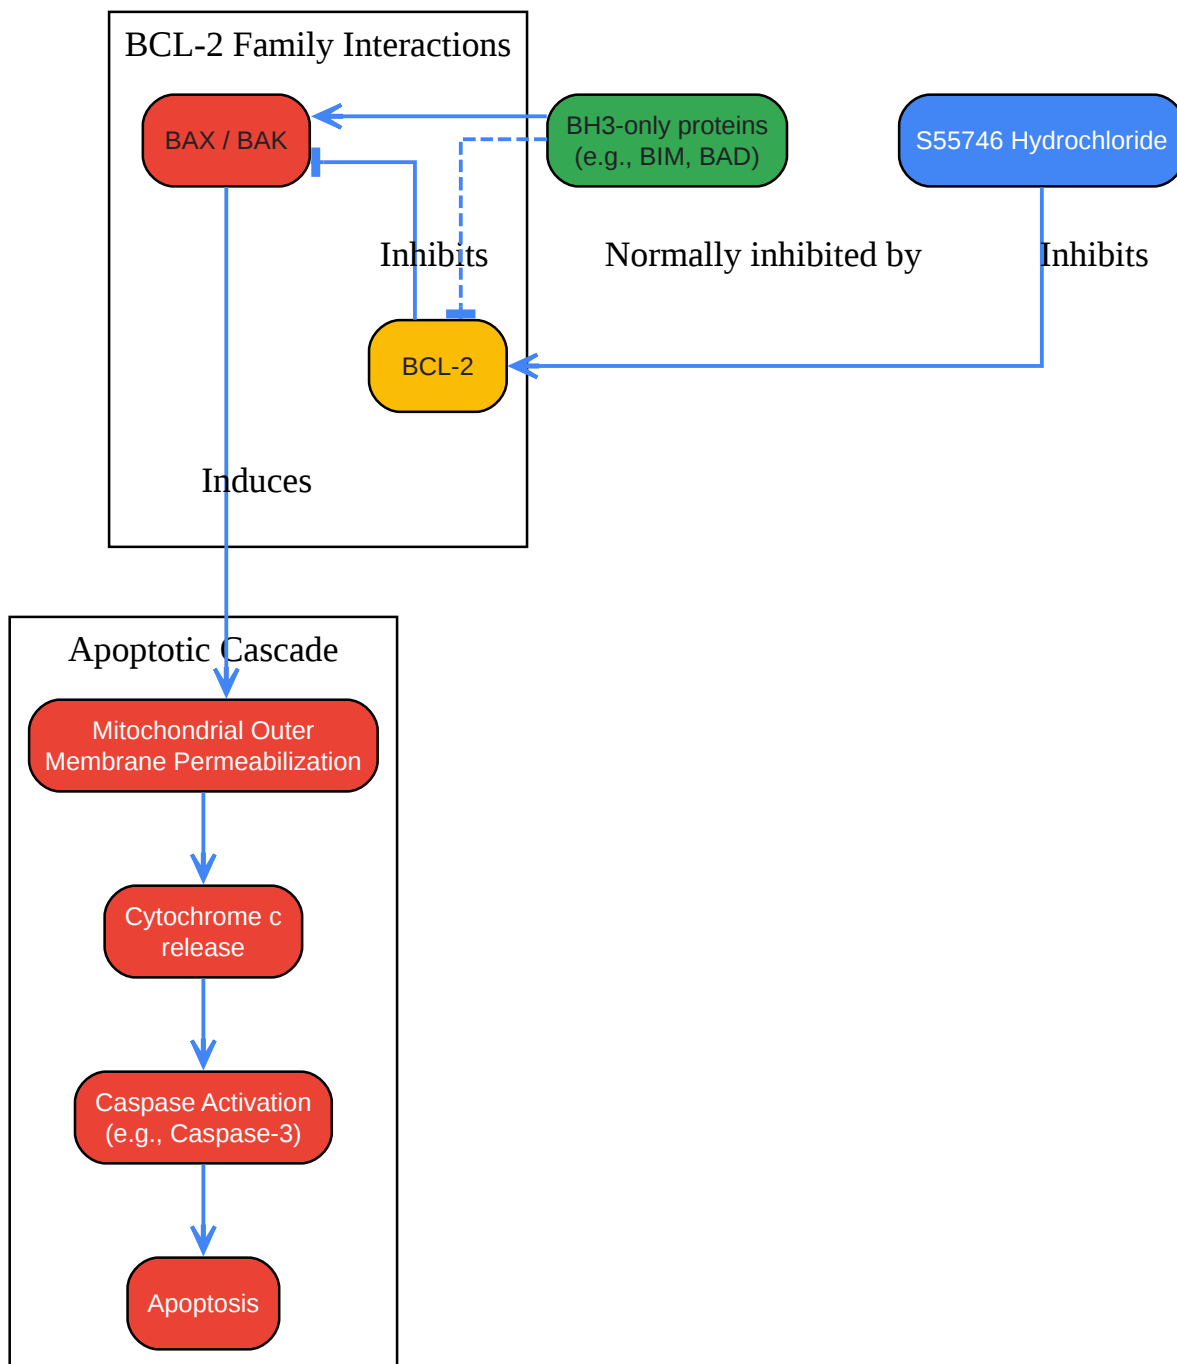 BCL-2 Family Interactions
BAX / BAK
BH3-only proteins
(e.g., BIM, BAD)
S55746 Hydrochloride
Inhibits
Normally inhibited by
Inhibits
BCL-2
Induces
Apoptotic Cascade
Mitochondrial Outer
Membrane Permeabilization
Cytochrome c
release
Caspase Activation
(e.g., Caspase-3)
Apoptosis